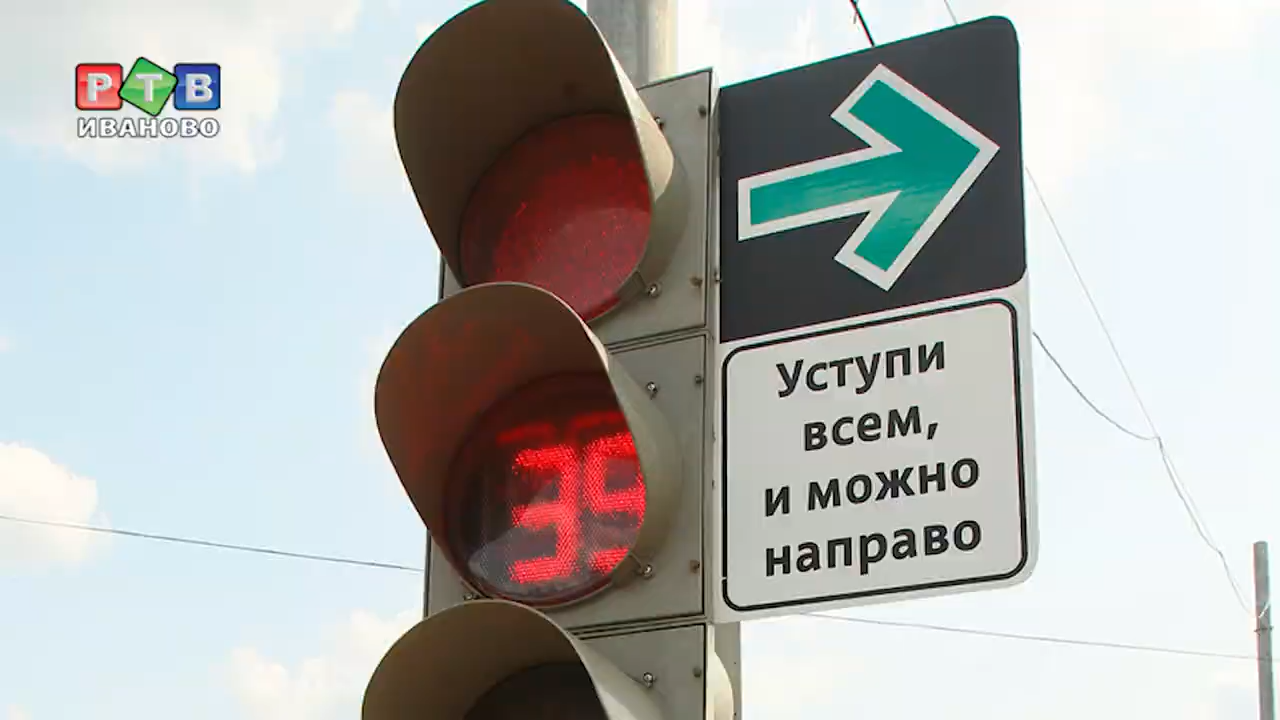 РТВ
ИВАНОВО
39
Уступи
всем,
и можно
направо